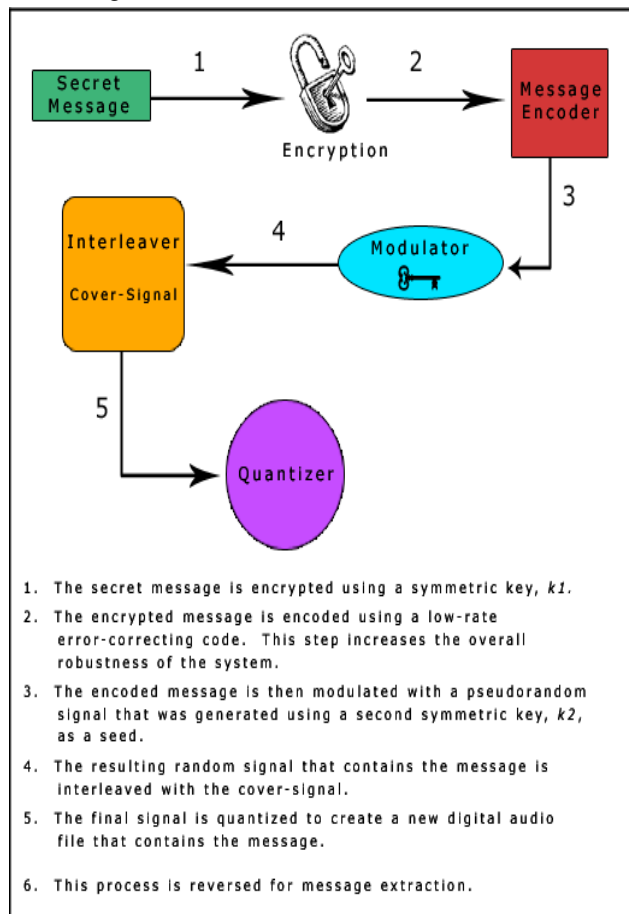 1
2
Secret
Message
Message
Encoder
Encryption
3
4
Interleaver
Modulator
Cover-Signal
5
Quantizer
1. The secret message is encrypted using a symmetric key, k1.
2. The encrypted message is encoded using a low-rate
error-correcting code. This step increases the overall
robustness of the system.
3. The encoded message is then modulated with a pseudorandom
signal that was generated using a second symmetric key, k2,
as a seed.
4. The resulting random signal that contains the message is
interleaved with the cover-signal.
5. The final signal is quantized to create a new digital audio
file that contains the message.
6. This process is reversed for message extraction.